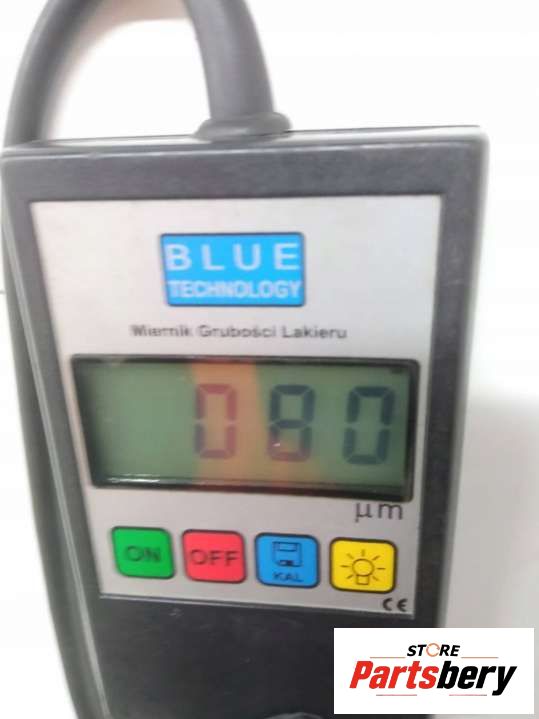 BLUE
TECHNOLOGY
Miernik Grubości Lakieru
080
µm
ON
OFF
KAL
CE
STORE
Partsbery